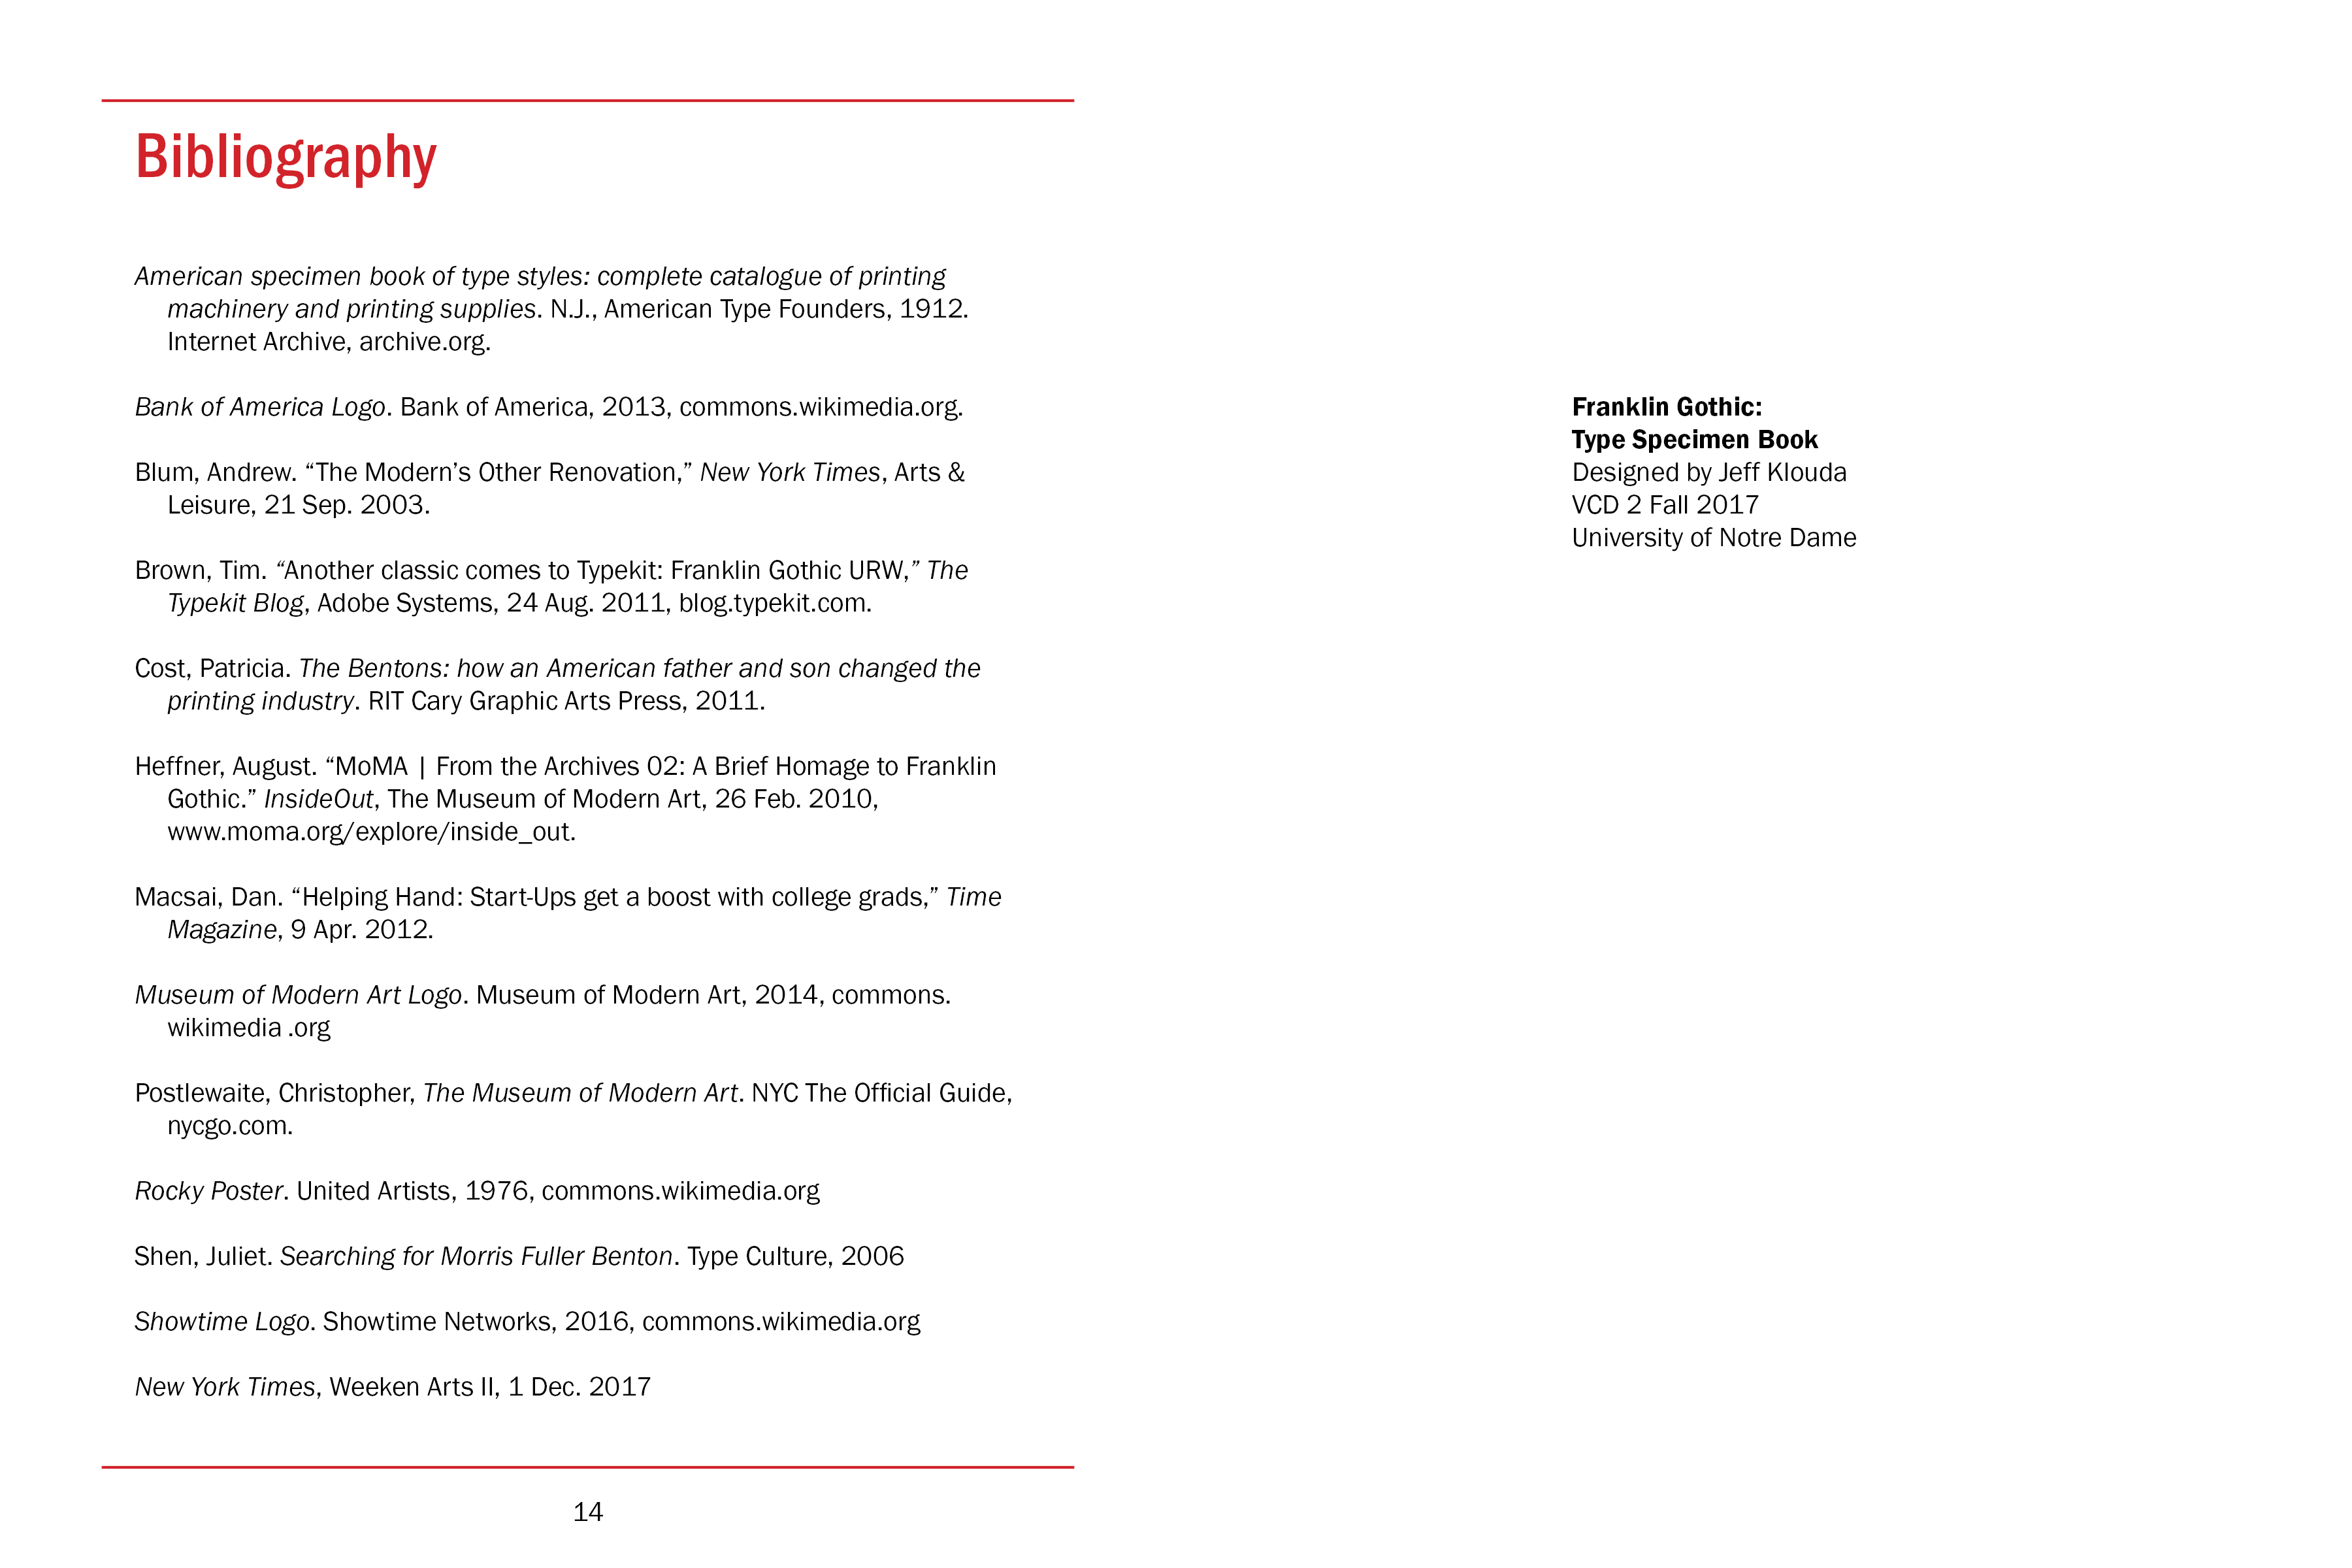 Bibliography
American specimen book of type styles: complete catalogue of printing
machinery and printing supplies. N.J., American Type Founders, 1912.
Internet Archive, archive.org.
Bank of America Logo. Bank of America, 2013, commons.wikimedia.org.
Blum, Andrew. “The Modern’s Other Renovation,” New York Times, Arts &
Leisure, 21 Sep. 2003.
Brown, Tim. “Another classic comes to Typekit: Franklin Gothic URW,” The
Typekit Blog, Adobe Systems, 24 Aug. 2011, blog.typekit.com.
Cost, Patricia. The Bentons: how an American father and son changed the
printing industry. RIT Cary Graphic Arts Press, 2011.
Heffner, August. “MoMA | From the Archives 02: A Brief Homage to Franklin
Gothic.” InsideOut, The Museum of Modern Art, 26 Feb. 2010,
www.moma.org/explore/inside_out.
Macsai, Dan. “Helping Hand: Start-Ups get a boost with college grads,” Time
Magazine, 9 Apr. 2012.
Museum of Modern Art Logo. Museum of Modern Art, 2014, commons.
wikimedia .org
Postlewaite, Christopher, The Museum of Modern Art. NYC The Official Guide,
nycgo.com.
Rocky Poster. United Artists, 1976, commons.wikimedia.org
Shen, Juliet. Searching for Morris Fuller Benton. Type Culture, 2006
Showtime Logo. Showtime Networks, 2016, commons.wikimedia.org
New York Times, Weeken Arts II, 1 Dec. 2017
14
Franklin Gothic:
Type Specimen Book
Designed by Jeff Klouda
VCD 2 Fall 2017
University of Notre Dame